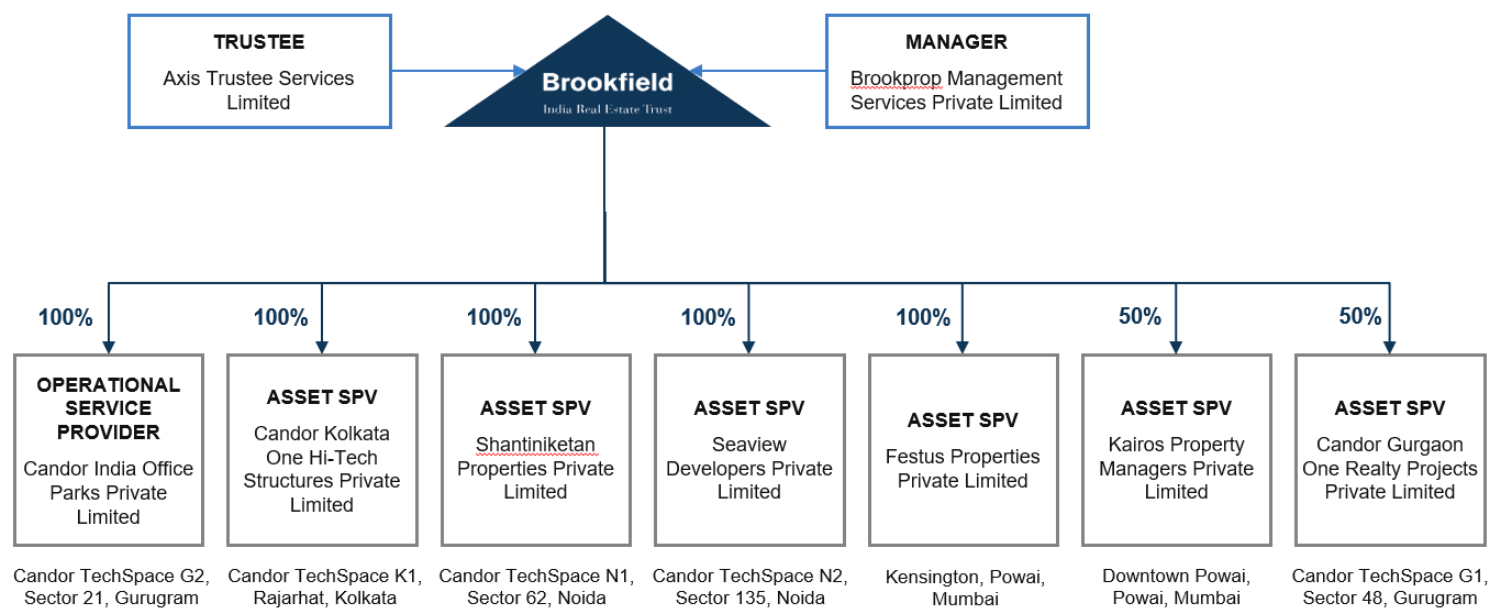 TRUSTEE
Axis Trustee Services
Limited
Brookfield
India Real Estate Trust
MANAGER
Brookprop Management
Services Private Limited
100%
100%
100%
100%
100%
50%
50%
OPERATIONAL
SERVICE
PROVIDER
Candor India Office
Parks Private
Limited
ASSET SPV
Candor Kolkata
One Hi-Tech
Structures Private
Limited
ASSET SPV
Shantiniketan
Properties Private
Limited
ASSET SPV
Seaview
Developers Private
Limited
ASSET SPV
Festus Properties
Private Limited
ASSET SPV
Kairos Property
Managers Private
Limited
ASSET SPV
Candor Gurgaon
One Realty Projects
Private Limited
Candor TechSpace G2,
Sector 21, Gurugram
Candor TechSpace K1,
Rajarhat, Kolkata
Candor TechSpace N1,
Sector 62, Noida
Candor TechSpace N2,
Sector 135, Noida
Kensington, Powai,
Mumbai
Downtown Powai,
Powai, Mumbai
Candor TechSpace G1,
Sector 48, Gurugram